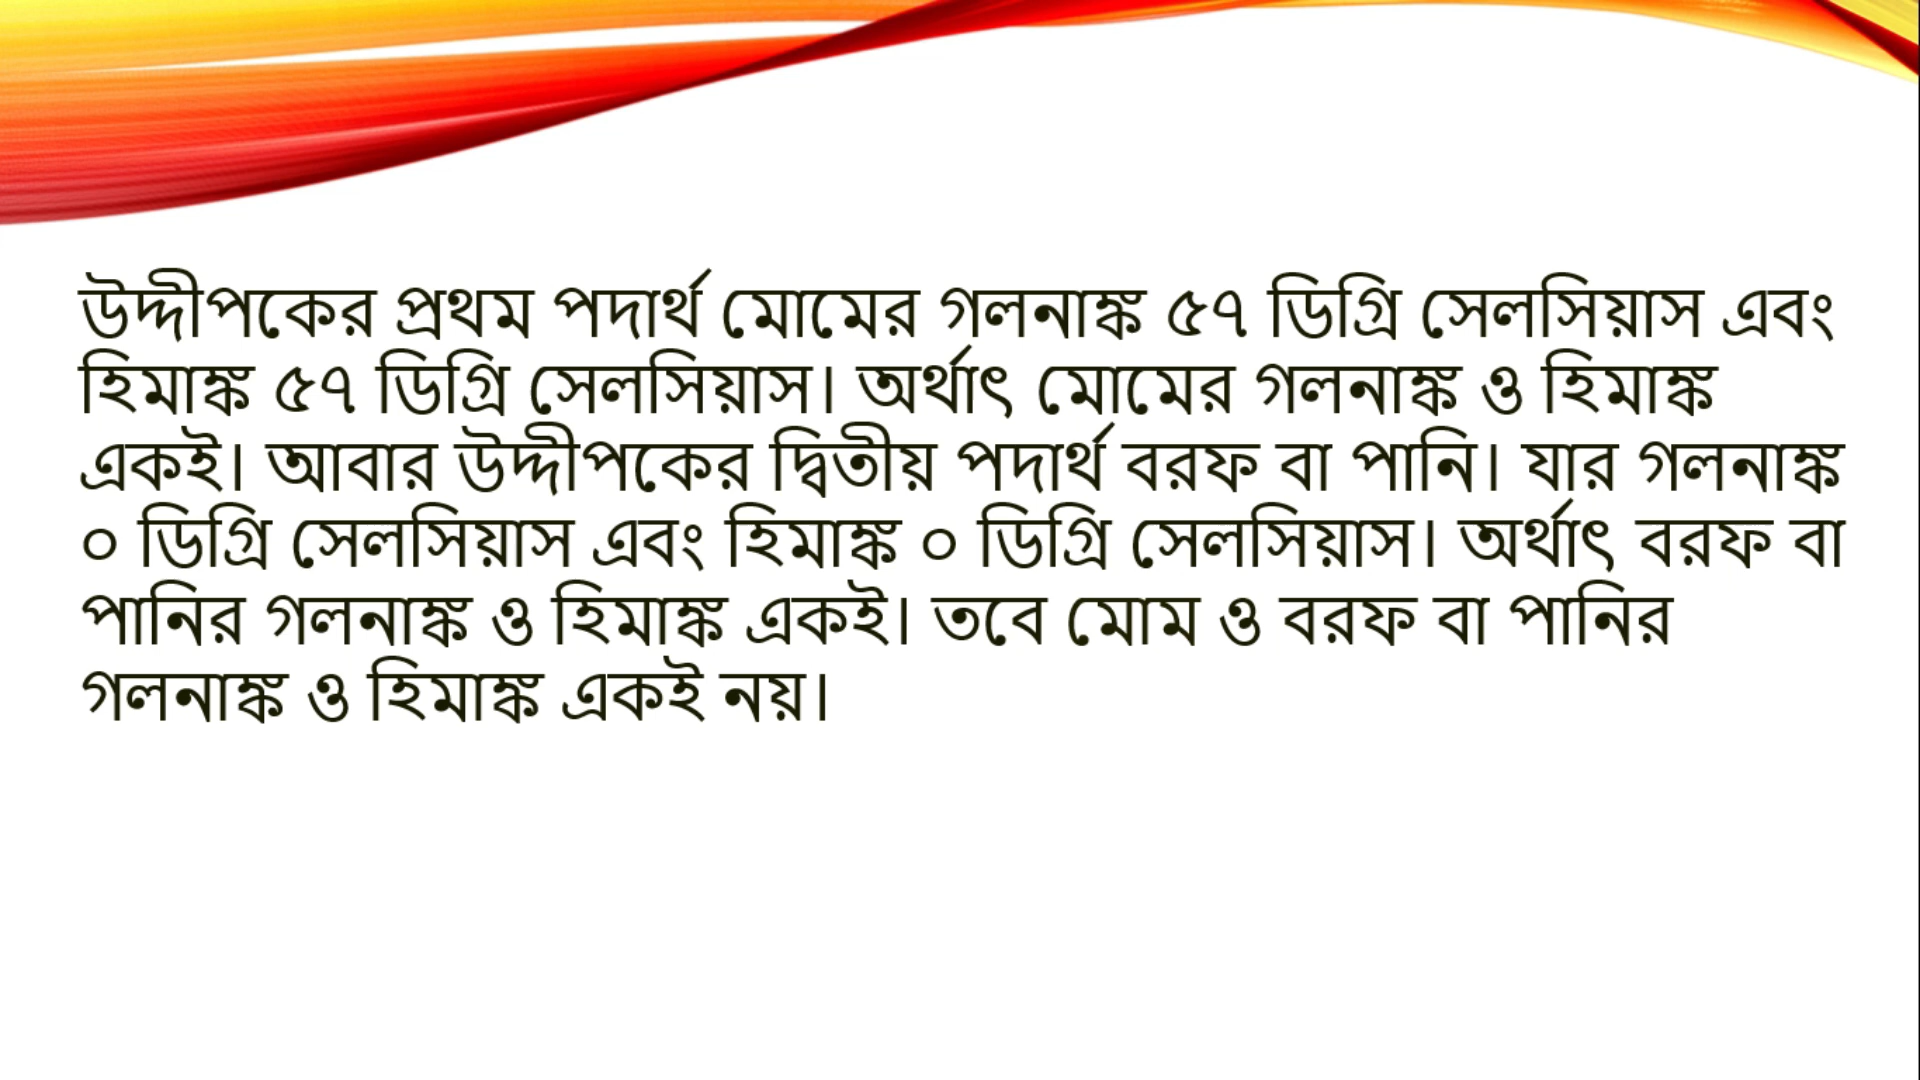 উদ্দীপকের প্রথম পদার্থ মোমের গলনাঙ্ক ৫৭ ডিগ্রি সেলসিয়াস এবং
হিমাঙ্ক ৫৭ ডিগ্রি সেলসিয়াস। অর্থাৎ মোমের গলনাঙ্ক ও হিমাঙ্ক
একই। আবার উদ্দীপকের দ্বিতীয় পদার্থ বরফ বা পানি। যার গলনাঙ্ক
০ ডিগ্রি সেলসিয়াস এবং হিমাঙ্ক ০ ডিগ্রি সেলসিয়াস। অর্থাৎ বরফ বা
পানির গলনাঙ্ক ও হিমাঙ্ক একই। তবে মোম ও বরফ বা পানির
গলনাঙ্ক ও হিমাঙ্ক একই নয়।